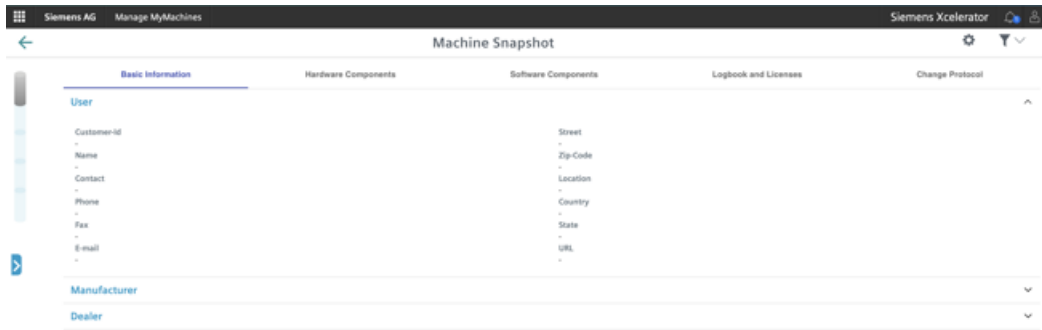 Siemens AG Manage MyMachines Siemens Xcelerator
Machine Snapshot
Basic Information Hardware Components Software Components Logbook and Licenses Change Protocol
User
Customer-Id Street
- -
Name Zip-Code
- -
Contact Location
- -
Phone Country
- -
Fax State
- -
E-mail URL
- -
Manufacturer
Dealer